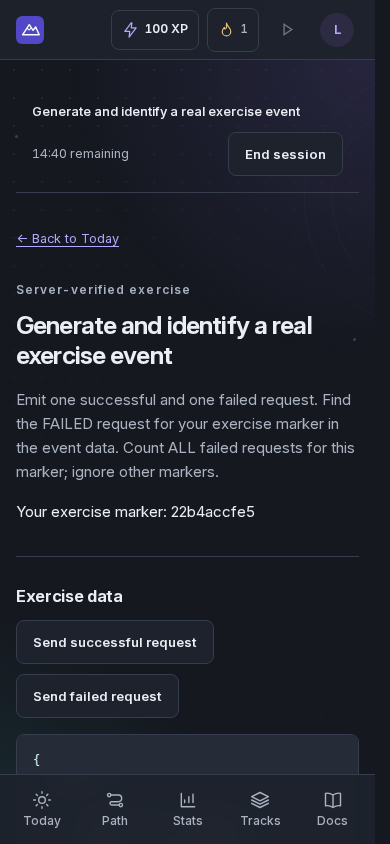 100 XP
1
L
Generate and identify a real exercise event
14:40 remaining
End session
← Back to Today
Server-verified exercise
Generate and identify a real
exercise event
Emit one successful and one failed request. Find
the FAILED request for your exercise marker in
the event data. Count ALL failed requests for this
marker; ignore other markers.
Your exercise marker: 22b4accfe5
Exercise data
Send successful request
Send failed request
{
Today
Path
Stats
Tracks
Docs